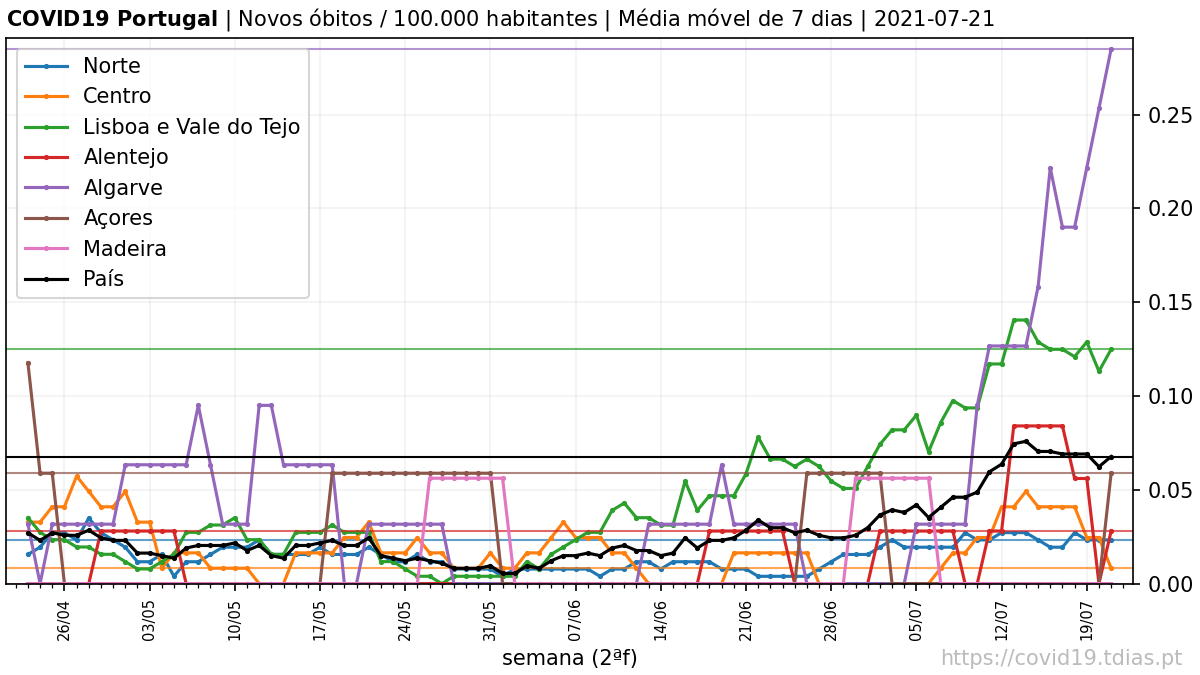 COVID19 Portugal | Novos óbitos / 100.000 habitantes | Média móvel de 7 dias | 2021-07-21
Norte
Centro
Lisboa e Vale do Tejo
Alentejo
Algarve
Açores
Madeira
País
0.25
0.20
0.15
0.10
0.05
0.00
26/04
03/05
10/05
17/05
24/05
31/05
07/06
14/06
21/06
28/06
05/07
12/07
19/07
semana (2ªf)
https://covid19.tdias.pt